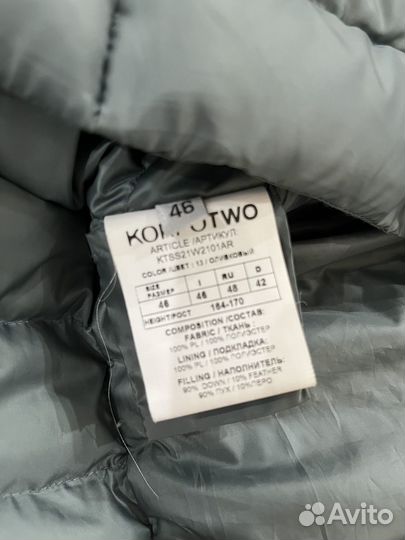 46
TWO
ARTICLE /АРТИКУЛ:
KTSS21W2101AR
COLOR /ЦВЕТ: 13 / ОЛИВКОВЫЙ
SIZE I RU D
РАЗМЕР
46 46 48 42
HEIGHT/РОСТ 164-170
COMPOSITION /СОСТАВ:
FABRIC / ТКАНЬ :
100% PL / 100% ПОЛИЭСТЕР
LINING / ПОДКЛАДКА:
100% PL / 100% ПОЛИЭСТЕР
FILLING / НАПОЛНИТЕЛЬ:
90% DOWN / 10% FEATHER
90% ПУХ / 10%ПЕРО
Avito